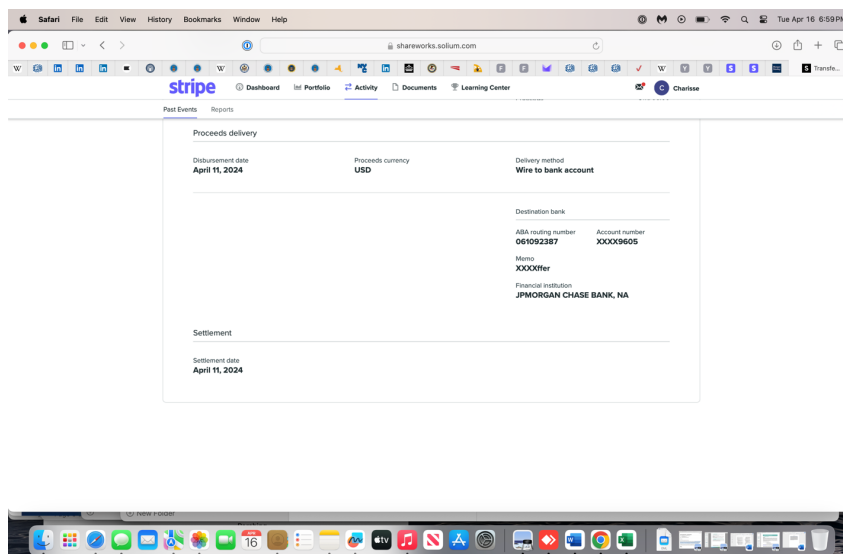 Safari File Edit View History Bookmarks Window Help
Tue Apr 16 6:59PM
shareworks.solium.com
Transfe...
stripe
Dashboard Portfolio Activity Documents Learning Center
C Charisse
Past Events Reports
Proceeds delivery
Disbursement date Proceeds currency Delivery method
April 11, 2024 USD Wire to bank account
Destination bank
ABA routing number Account number
061092387 XXXX9605
Memo
XXXXffer
Financial institution
JPMORGAN CHASE BANK, NA
Settlement
Settlement date
April 11, 2024
New Folder
16
tv